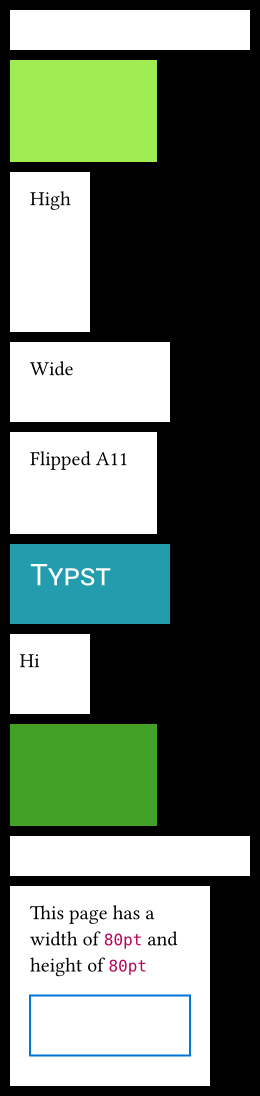 High
Wide
Flipped A11
TYPST
Hi
This page has a
width of 80pt and
height of 80pt